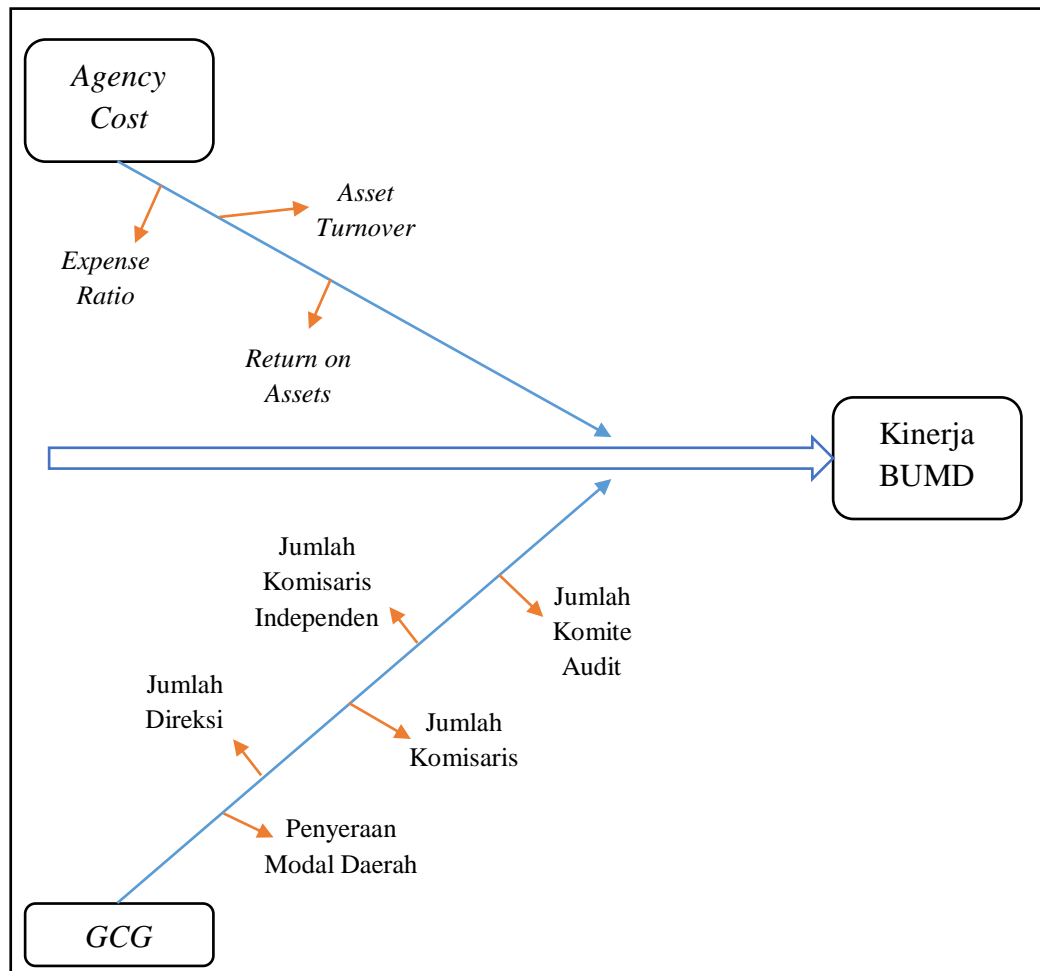 Agency
Cost
Asset
Turnover
Expense
Ratio
Return on
Assets
Kinerja
BUMD
Jumlah
Komisaris
Independen
Jumlah
Komite
Audit
Jumlah
Direksi
Jumlah
Komisaris
Penyeraan
Modal Daerah
GCG